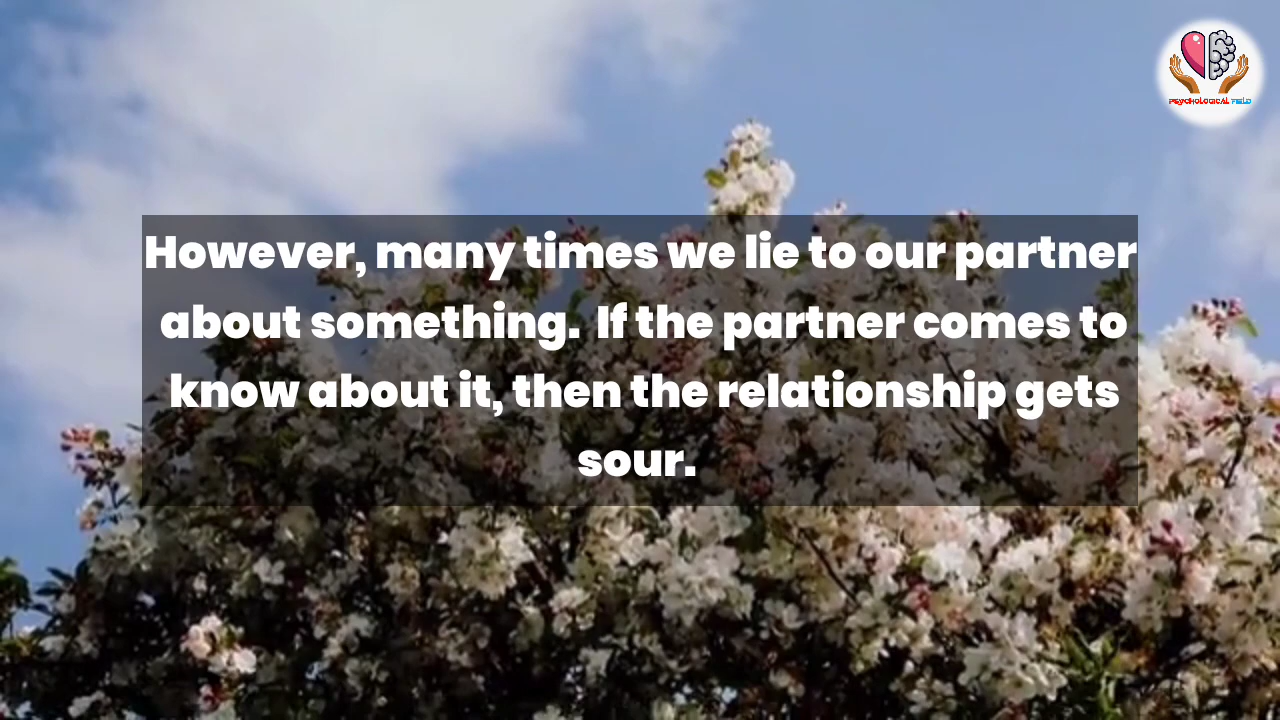 PSYCHOLOGICAL FIELD
However, many times we lie to our partner
about something.  If the partner comes to
know about it, then the relationship gets
sour.